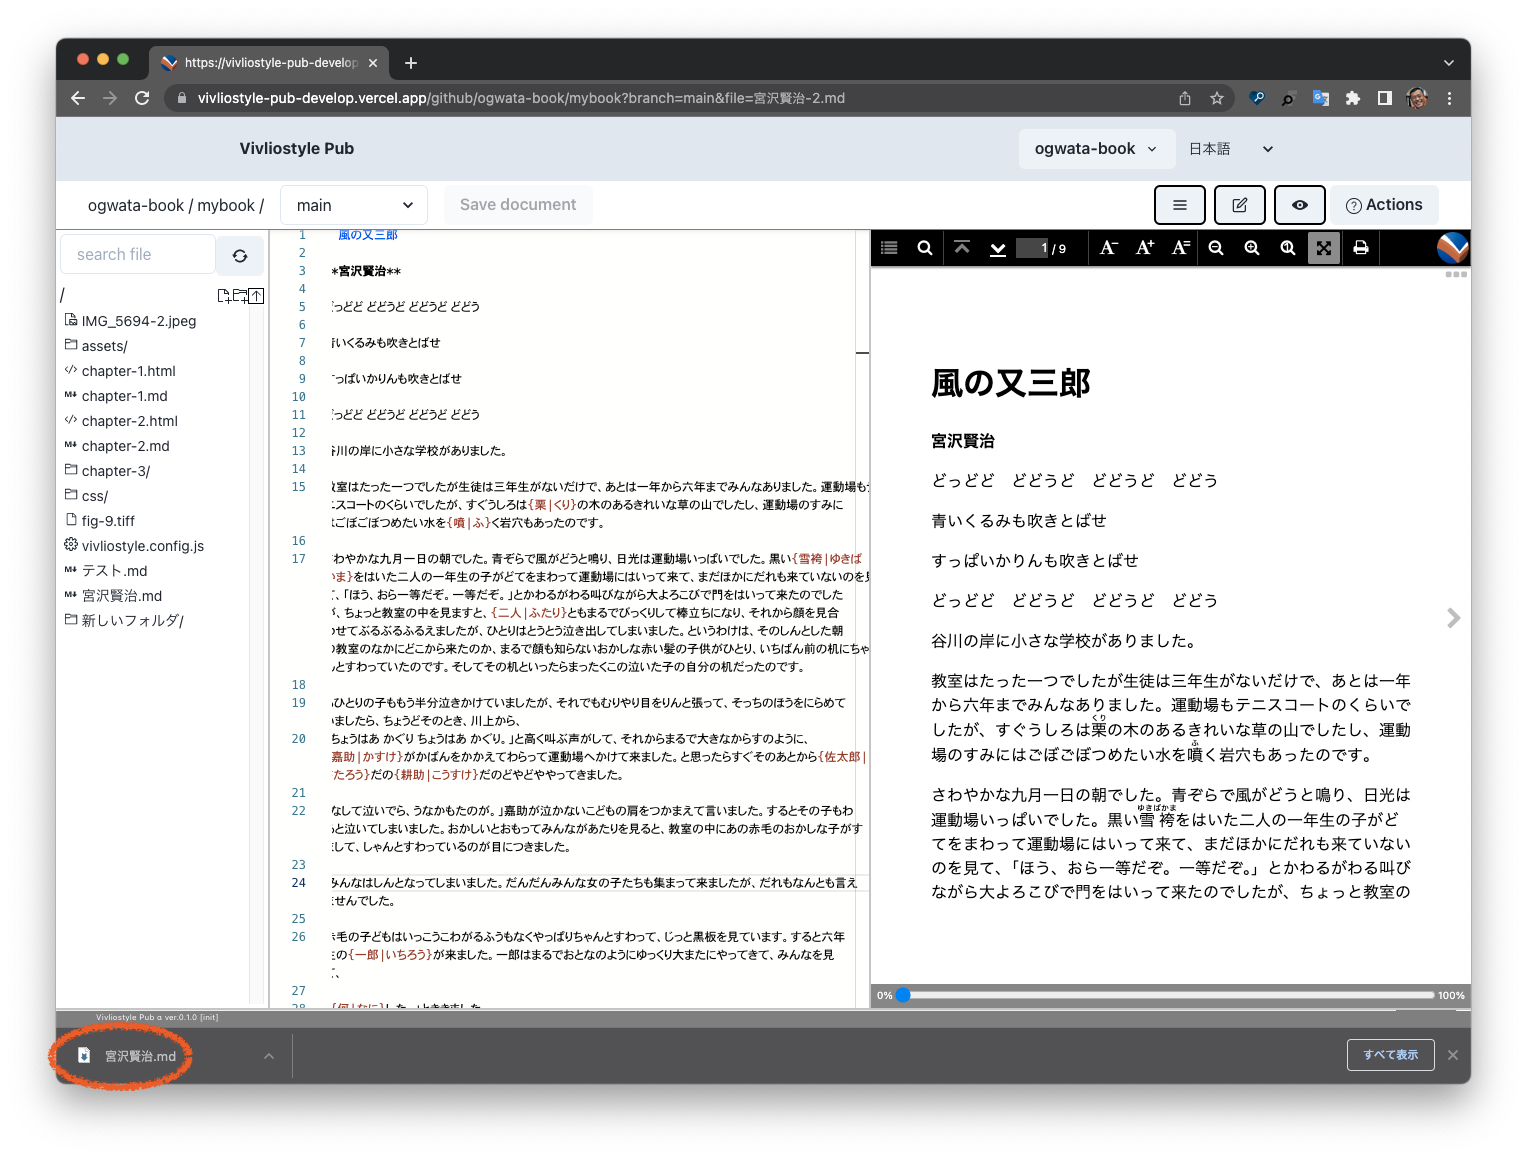 https://vivliostyle-pub-develop
vivliostyle-pub-develop.vercel.app/github/ogwata-book/mybook?branch=main&file=宮沢賢治-2.md
Vivliostyle Pub
ogwata-book
日本語
ogwata-book / mybook /
main
Save document
Actions
search file
/
IMG_5694-2.jpeg
assets/
chapter-1.html
chapter-1.md
chapter-2.html
chapter-2.md
chapter-3/
css/
fig-9.tiff
vivliostyle.config.js
テスト.md
宮沢賢治.md
新しいフォルダ/
1 風の又三郎
2
3 *宮沢賢治**
4
5 っどど どどうど どどうど どどう
6
7 いくるみも吹きとばせ
8
9 っぱいかりんも吹きとばせ
10
11 っどど どどうど どどうど どどう
12
13 谷川の岸に小さな学校がありました。
14
15 教室はたった一つでしたが生徒は三年生がないだけで、あとは一年から六年までみんなありました。運動場も
ニスコートのくらいでしたが、すぐうしろは{栗|くり}の木のあるきれいな草の山でしたし、運動場のすみに
はごぼごぼつめたい水を{噴|ふ}く岩穴もあったのです。
16
17 わやかな九月一日の朝でした。青ぞらで風がどうと鳴り、日光は運動場いっぱいでした。黒い{雪袴|ゆきば
かま}をはいた二人の一年生の子がどてをまわって運動場にはいって来て、まだほかにだれも来ていないのを見
、「ほう、おら一等だぞ。一等だぞ。」とかわるがわる叫びながら大よろこびで門をはいって来たのでした
が、ちょっと教室の中を見ますと、{二人|ふたり}ともまるでびっくりして棒立ちになり、それから顔を見合
わせてぶるぶるふるえましたが、ひとりはとうとう泣き出してしまいました。というわけは、そのしんとした朝
の教室のなかにどこから来たのか、まるで顔も知らないおかしな赤い髪の子供がひとり、いちばん前の机にちゃ
んとすわっていたのです。そしてその机といったらまったくこの泣いた子の自分の机だったのです。
18
19 ひとりの子ももう半分泣きかけていましたが、それでもむりやり目をりんと張って、そっちのほうをにらめて
いましたら、ちょうどそのとき、川上から、
20 ちょうはあ かぐり ちょうはあ かぐり。」と高く叫ぶ声がして、それからまるで大きなからすのように、
嘉助|かすけ}がかばんをかかえてわらって運動場へかけて来ました。と思ったらすぐそのあとから{佐太郎|
たろう}だの{耕助|こうすけ}だのどやどややってきました。
21
22 なして泣いでら、うなかもたのが。」嘉助が泣かないこどもの肩をつかまえて言いました。するとその子もわ
と泣いてしまいました。おかしいとおもってみんながあたりを見ると、教室の中にあの赤毛のおかしな子がす
まして、しゃんとすわっているのが目につきました。
23
24 みんなはしんとなってしまいました。だんだんみんな女の子たちも集まって来ましたが、だれもなんとも言え
ませんでした。
25
26 赤毛の子どもはいっこうこわがるふうもなくやっぱりちゃんとすわって、じっと黒板を見ています。すると六年
生の{一郎|いちろう}が来ました。一郎はまるでおとなのようにゆっくり大またにやってきて、みんなを見
、
27
1 / 9
風の又三郎
宮沢賢治
どっどど どどうど どどうど どどう
青いくるみも吹きとばせ
すっぱいかりんも吹きとばせ
どっどど どどうど どどうど どどう
谷川の岸に小さな学校がありました。
教室はたった一つでしたが生徒は三年生がないだけで、あとは一年
から六年までみんなありました。運動場もテニスコートのくらいで
くり
したが、すぐうしろは栗の木のあるきれいな草の山でしたし、運動
ふ
場のすみにはごぼごぼつめたい水を噴く岩穴もあったのです。
さわやかな九月一日の朝でした。青ぞらで風がどうと鳴り、日光は
ゆきばかま
運動場いっぱいでした。黒い雪袴をはいた二人の一年生の子がど
てをまわって運動場にはいって来て、まだほかにだれも来ていない
のを見て、「ほう、おら一等だぞ。一等だぞ。」とかわるがわる叫び
ながら大よろこびで門をはいって来たのでしたが、ちょっと教室の
0%
100%
Vivliostyle Pub α ver.0.1.0 [init]
宮沢賢治.md
すべて表示